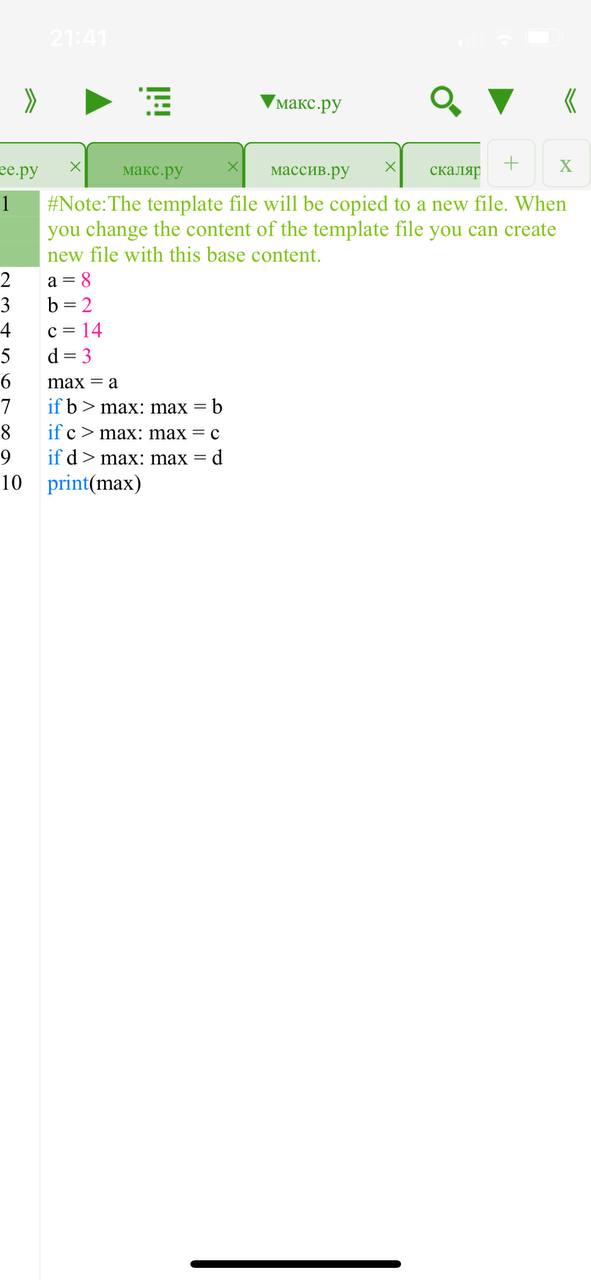 21:41
макс.py
ее.py × макс.py × массив.py × скаляр + x
1 #Note:The template file will be copied to a new file. When
you change the content of the template file you can create
new file with this base content.
2 a = 8
3 b = 2
4 c = 14
5 d = 3
6 max = a
7 if b > max: max = b
8 if c > max: max = c
9 if d > max: max = d
10 print(max)